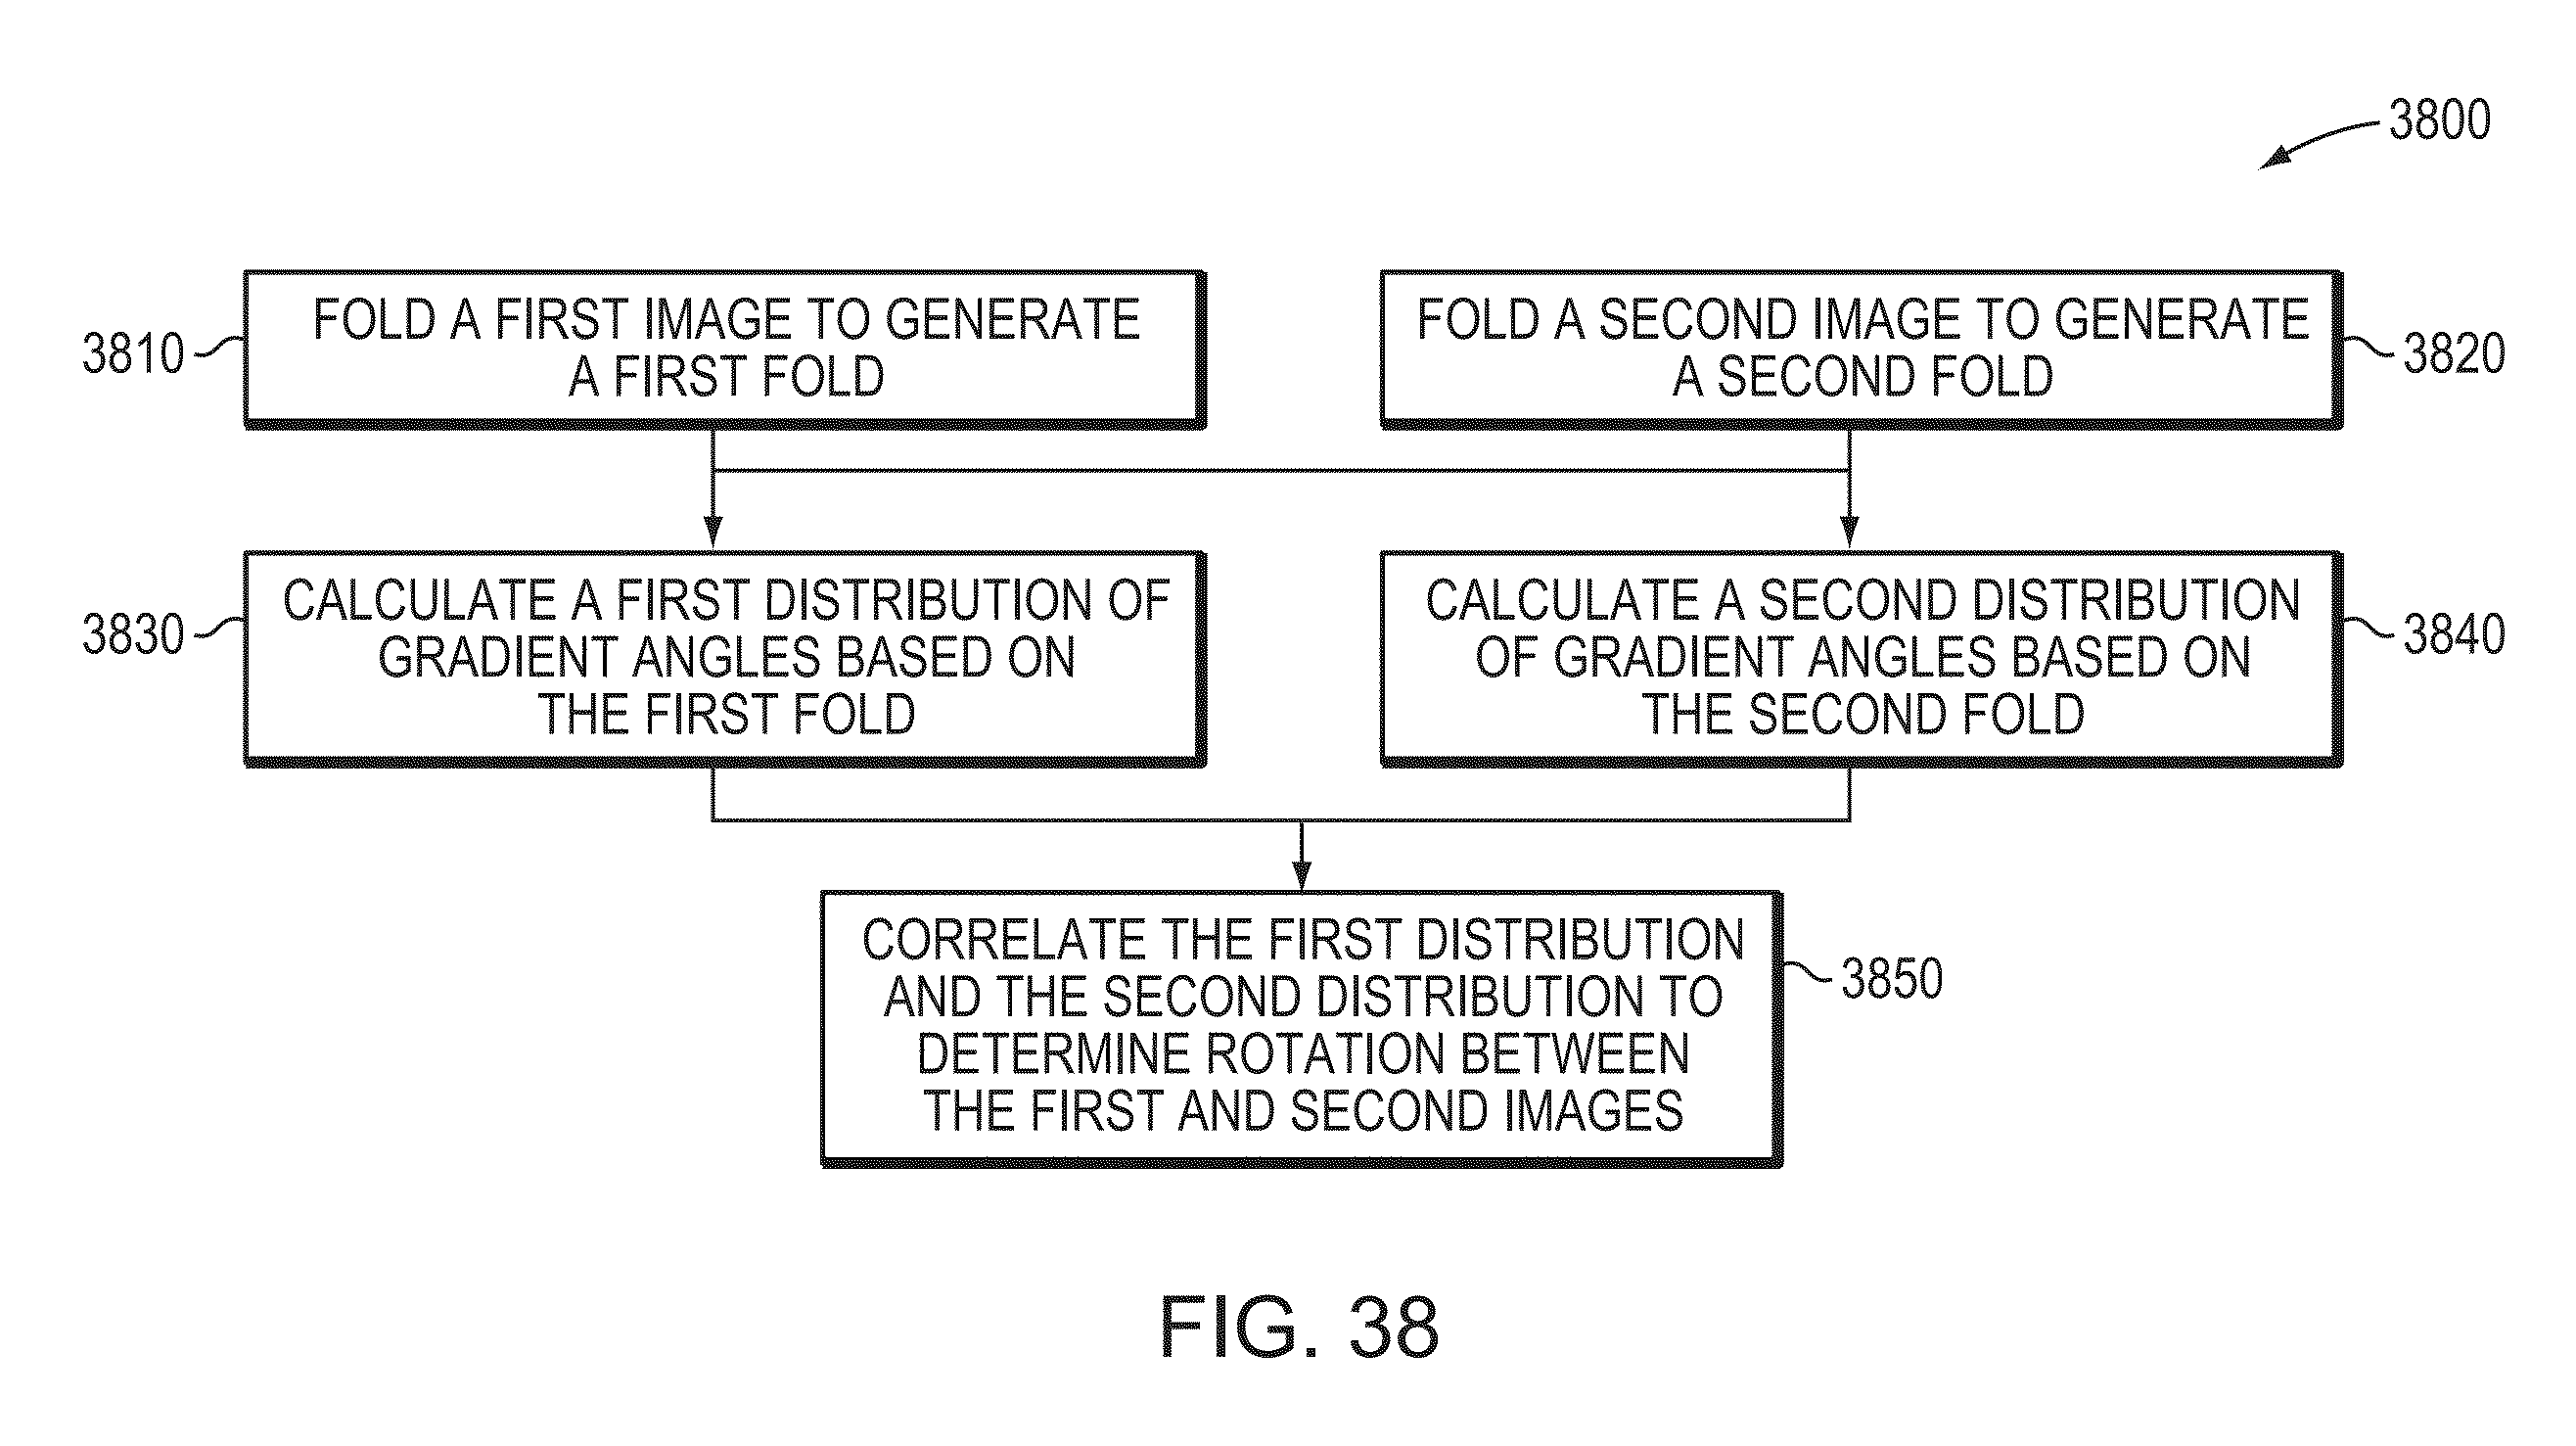 3800
3810
FOLD A FIRST IMAGE TO GENERATE
A FIRST FOLD
FOLD A SECOND IMAGE TO GENERATE
A SECOND FOLD
3820
3830
CALCULATE A FIRST DISTRIBUTION OF
GRADIENT ANGLES BASED ON
THE FIRST FOLD
CALCULATE A SECOND DISTRIBUTION
OF GRADIENT ANGLES BASED ON
THE SECOND FOLD
3840
CORRELATE THE FIRST DISTRIBUTION
AND THE SECOND DISTRIBUTION TO
DETERMINE ROTATION BETWEEN
THE FIRST AND SECOND IMAGES
3850
FIG. 38